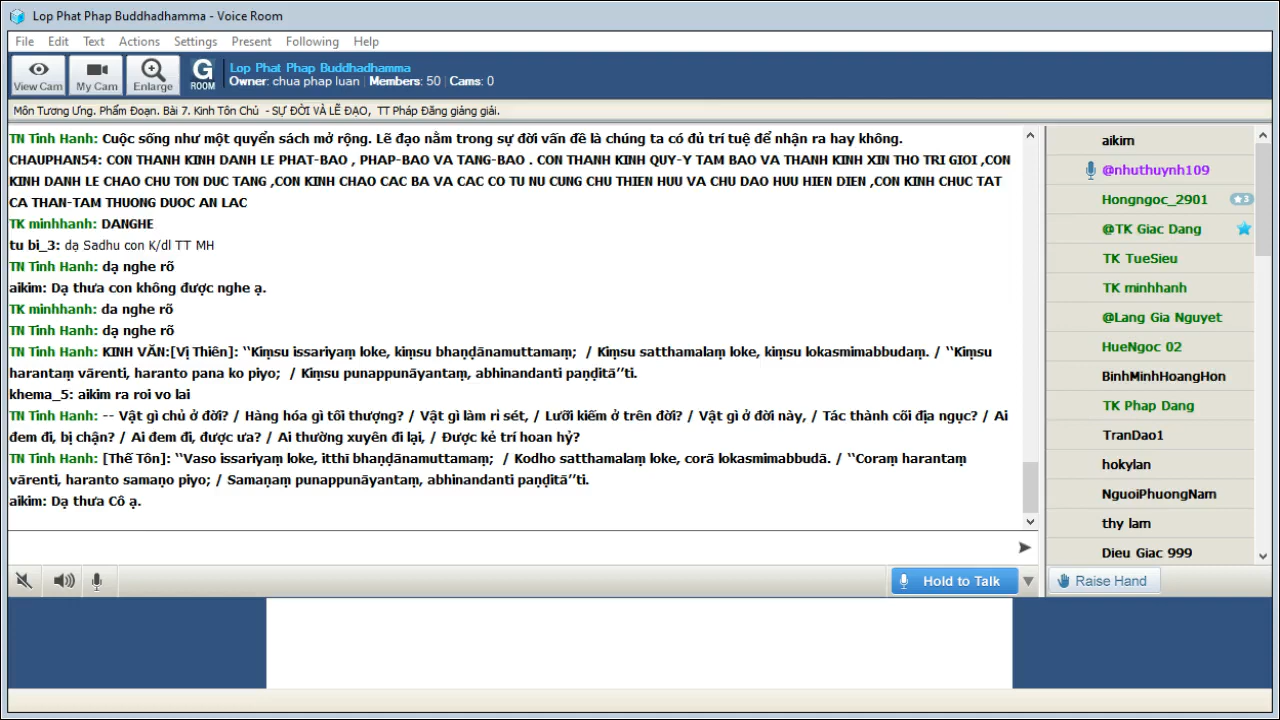 Lop Phat Phap Buddhadhamma - Voice Room
File Edit Text Actions Settings Present Following Help
View Cam My Cam Enlarge G ROOM
Lop Phat Phap Buddhadhamma
Owner: chua phap luan | Members: 50 | Cams: 0
Môn Tương Ưng. Phẩm Đoạn. Bài 7. Kinh Tôn Chủ - SỰ ĐỜI VÀ LẼ ĐẠO, TT Pháp Đăng giảng giải.
TN Tinh Hanh: Cuộc sống như một quyển sách mở rộng. Lẽ đạo nằm trong sự đời vấn đề là chúng ta có đủ trí tuệ để nhận ra hay không.
CHAUPHAN54: CON THANH KINH DANH LE PHAT-BAO , PHAP-BAO VA TANG-BAO . CON THANH KINH QUY-Y TAM BAO VA THANH KINH XIN THO TRI GIOI ,CON
KINH DANH LE CHAO CHU TON DUC TANG ,CON KINH CHAO CAC BA VA CAC CO TU NU CUNG CHU THIEN HUU VA CHU DAO HUU HIEN DIEN ,CON KINH CHUC TAT
CA THAN-TAM THUONG DUOC AN LAC
TK minhhanh: DANGHE
tu bi_3: dạ Sadhu con K/dl TT MH
TN Tinh Hanh: dạ nghe rõ
aikim: Dạ thưa con không được nghe ạ.
TK minhhanh: da nghe rõ
TN Tinh Hanh: dạ nghe rõ
TN Tinh Hanh: KINH VĂN:[Vị Thiên]: ‘‘Kiṃsu issariyaṃ loke, kiṃsu bhaṇḍānamuttamaṃ; / Kiṃsu satthamalaṃ loke, kiṃsu lokasmimabbudaṃ. / ‘‘Kiṃsu
harantaṃ vārenti, haranto pana ko piyo; / Kiṃsu punappunāyantaṃ, abhinandanti paṇḍitā’’ti.
khema_5: aikim ra roi vo lai
TN Tinh Hanh: -- Vật gì chủ ở đời? / Hàng hóa gì tối thượng? / Vật gì làm rỉ sét, / Lưỡi kiếm ở trên đời? / Vật gì ở đời này, / Tác thành cõi địa ngục? / Ai
đem đi, bị chận? / Ai đem đi, được ưa? / Ai thường xuyên đi lại, / Được kẻ trí hoan hỷ?
TN Tinh Hanh: [Thế Tôn]: ‘‘Vaso issariyaṃ loke, itthi bhaṇḍānamuttamaṃ; / Kodho satthamalaṃ loke, corā lokasmimabbudā. / ‘‘Coraṃ harantaṃ
vārenti, haranto samaṇo piyo; / Samaṇaṃ punappunāyantaṃ, abhinandanti paṇḍitā’’ti.
aikim: Dạ thưa Cô ạ.
Hold to Talk
aikim
@nhuthuynh109
Hongngoc_2901 3
@TK Giac Dang
TK TueSieu
TK minhhanh
@Lang Gia Nguyet
HueNgoc 02
BinhMinhHoangHon
TK Phap Dang
TranDao1
hokylan
NguoiPhuongNam
thy lam
Dieu Giac 999
Raise Hand